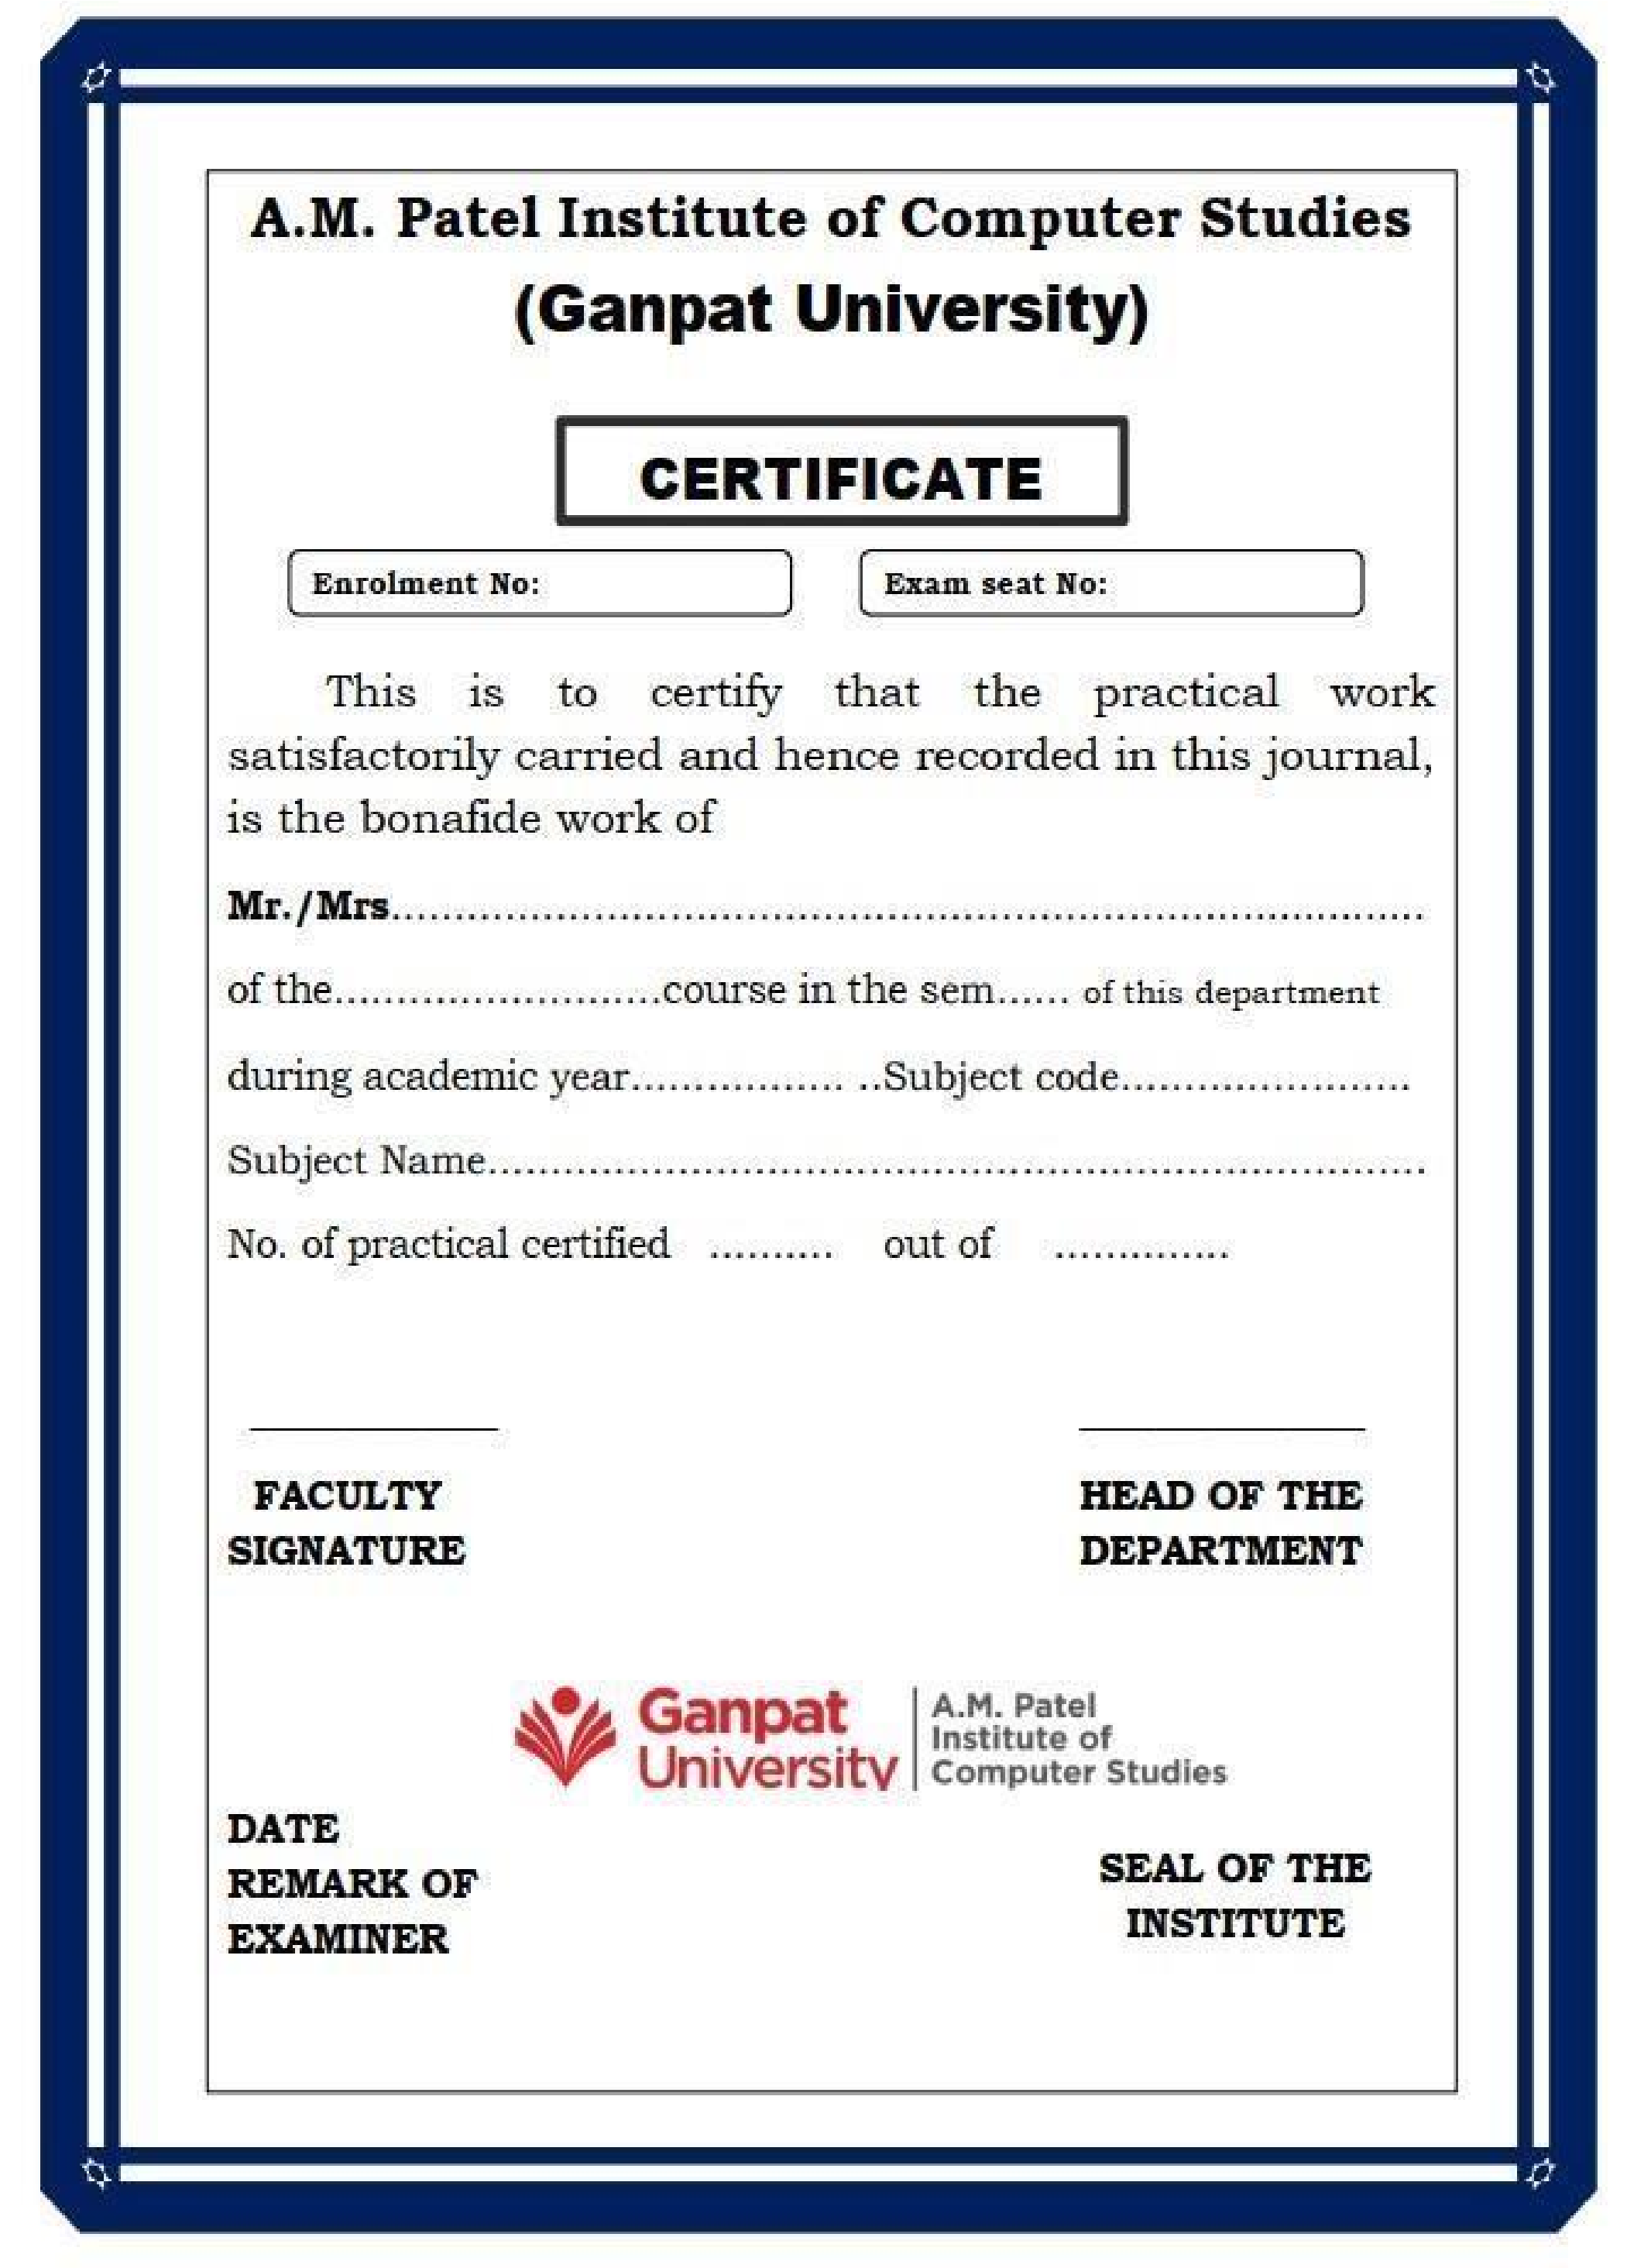 A.M. Patel Institute of Computer Studies
(Ganpat University)
CERTIFICATE
Enrolment No:
Exam seat No:
This is to certify that the practical work
satisfactorily carried and hence recorded in this journal,
is the bonafide work of
Mr./Mrs................................................................................
of the..........................course in the sem...... of this department
during academic year................. ..Subject code.......................
Subject Name..........................................................................
No. of practical certified .......... out of ..............
FACULTY
SIGNATURE
HEAD OF THE
DEPARTMENT
Ganpat
University
A.M. Patel
Institute of
Computer Studies
DATE
REMARK OF
EXAMINER
SEAL OF THE
INSTITUTE